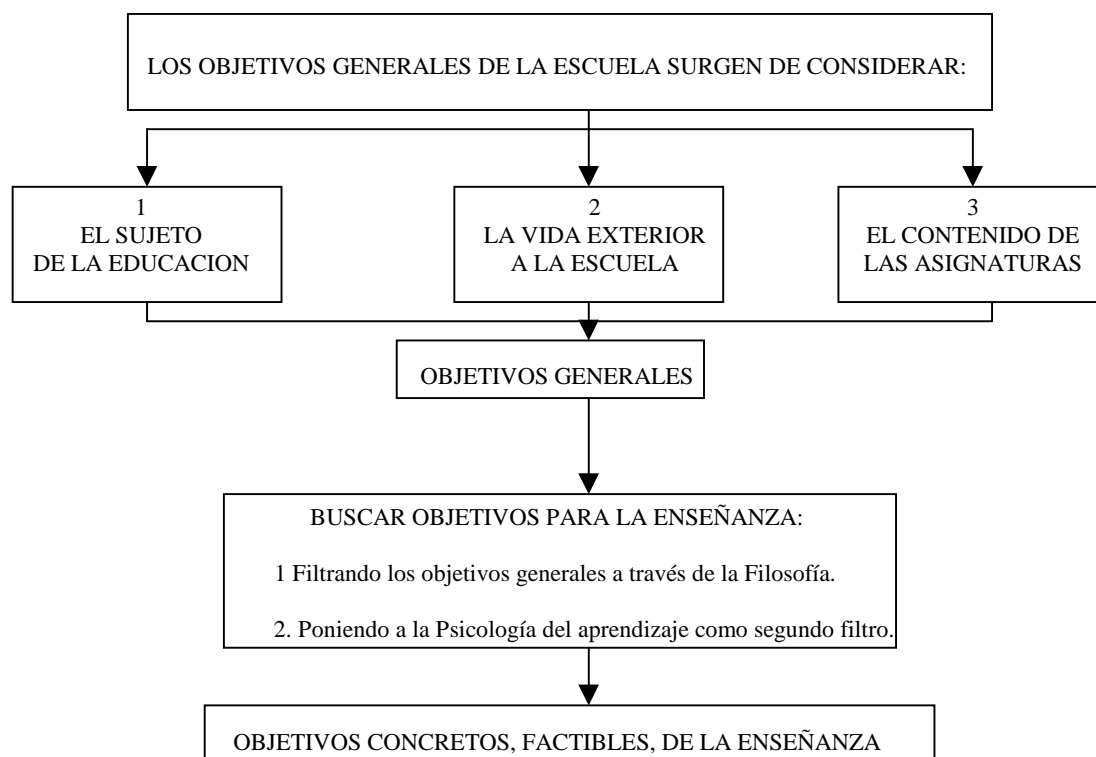 LOS OBJETIVOS GENERALES DE LA ESCUELA SURGEN DE CONSIDERAR:
1
EL SUJETO
DE LA EDUCACION
2
LA VIDA EXTERIOR
A LA ESCUELA
3
EL CONTENIDO DE
LAS ASIGNATURAS
OBJETIVOS GENERALES
BUSCAR OBJETIVOS PARA LA ENSEÑANZA:
1 Filtrando los objetivos generales a través de la Filosofía.
2. Poniendo a la Psicología del aprendizaje como segundo filtro.
OBJETIVOS CONCRETOS, FACTIBLES, DE LA ENSEÑANZA